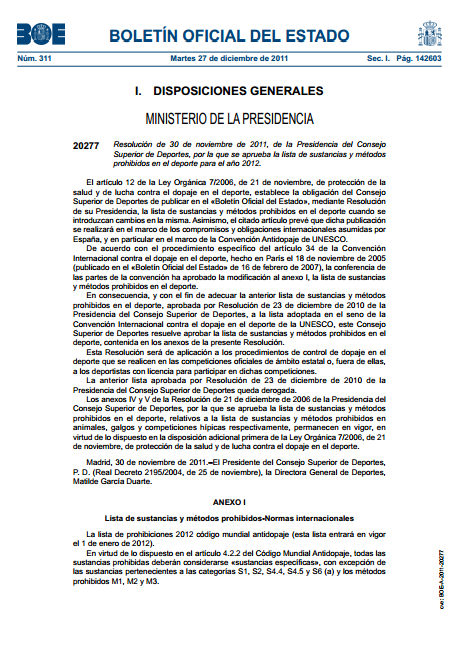 BOE
BOLETÍN OFICIAL DEL ESTADO
Núm. 311
Martes 27 de diciembre de 2011
Sec. I. Pág. 142603
I. DISPOSICIONES GENERALES
MINISTERIO DE LA PRESIDENCIA
20277
Resolución de 30 de noviembre de 2011, de la Presidencia del Consejo
Superior de Deportes, por la que se aprueba la lista de sustancias y métodos
prohibidos en el deporte para el año 2012.
El artículo 12 de la Ley Orgánica 7/2006, de 21 de noviembre, de protección de la
salud y de lucha contra el dopaje en el deporte, establece la obligación del Consejo
Superior de Deportes de publicar en el «Boletín Oficial del Estado», mediante Resolución
de su Presidencia, la lista de sustancias y métodos prohibidos en el deporte cuando se
introduzcan cambios en la misma. Asimismo, el citado artículo prevé que dicha publicación
se realizará en el marco de los compromisos y obligaciones internacionales asumidas por
España, y en particular en el marco de la Convención Antidopaje de UNESCO.
De acuerdo con el procedimiento específico del artículo 34 de la Convención
Internacional contra el dopaje en el deporte, hecho en París el 18 de noviembre de 2005
(publicado en el «Boletín Oficial del Estado» de 16 de febrero de 2007), la conferencia de
las partes de la convención ha aprobado la modificación al anexo I, la lista de sustancias
y métodos prohibidos en el deporte.
En consecuencia, y con el fin de adecuar la anterior lista de sustancias y métodos
prohibidos en el deporte, aprobada por Resolución de 23 de diciembre de 2010 de la
Presidencia del Consejo Superior de Deportes, a la lista adoptada en el seno de la
Convención Internacional contra el dopaje en el deporte de la UNESCO, este Consejo
Superior de Deportes resuelve aprobar la lista de sustancias y métodos prohibidos en el
deporte, contenida en los anexos de la presente Resolución.
Esta Resolución será de aplicación a los procedimientos de control de dopaje en el
deporte que se realicen en las competiciones oficiales de ámbito estatal o, fuera de ellas,
a los deportistas con licencia para participar en dichas competiciones.
La anterior lista aprobada por Resolución de 23 de diciembre de 2010 de la
Presidencia del Consejo Superior de Deportes queda derogada.
Los anexos IV y V de la Resolución de 21 de diciembre de 2006 de la Presidencia del
Consejo Superior de Deportes, por la que se aprueba la lista de sustancias y métodos
prohibidos en el deporte, relativos a la lista de sustancias y métodos prohibidos en
animales, galgos y competiciones hípicas respectivamente, permanecen en vigor, en
virtud de lo dispuesto en la disposición adicional primera de la Ley Orgánica 7/2006, de 21
de noviembre, de protección de la salud y de lucha contra el dopaje en el deporte.
Madrid, 30 de noviembre de 2011.–El Presidente del Consejo Superior de Deportes,
P. D. (Real Decreto 2195/2004, de 25 de noviembre), la Directora General de Deportes,
Matilde García Duarte.
ANEXO I
Lista de sustancias y métodos prohibidos-Normas internacionales
La lista de prohibiciones 2012 código mundial antidopaje (esta lista entrará en vigor
el 1 de enero de 2012).
En virtud de lo dispuesto en el artículo 4.2.2 del Código Mundial Antidopaje, todas las
sustancias prohibidas deberán considerarse «sustancias específicas», con excepción de
las sustancias pertenecientes a las categorías S1, S2, S4.4, S4.5 y S6 (a) y los métodos
prohibidos M1, M2 y M3.
cve: BOE-A-2011-20277